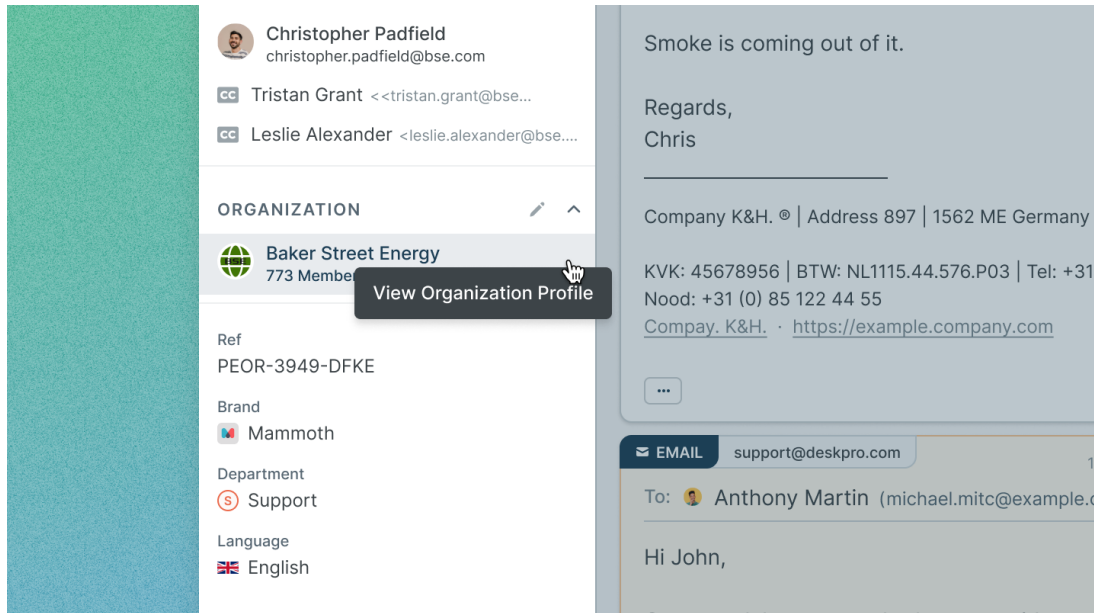 Christopher Padfield
christopher.padfield@bse.com
CC Tristan Grant <<tristan.grant@bse...
CC Leslie Alexander <leslie.alexander@bse....
ORGANIZATION
BSE
Baker Street Energy
773
View Organization Profile
Ref
PEOR-3949-DFKE
Brand
Mammoth
Department
S Support
Language
English
Smoke is coming out of it.
Regards,
Chris
Company K&H. ® | Address 897 | 1562 ME Germany
KVK: 45678956 | BTW: NL1115.44.576.P03 | Tel: +31
Nood: +31 (0) 85 122 44 55
Compay. K&H. · https://example.company.com
...
EMAIL support@deskpro.com
To: Anthony Martin (michael.mitc@example.
Hi John,